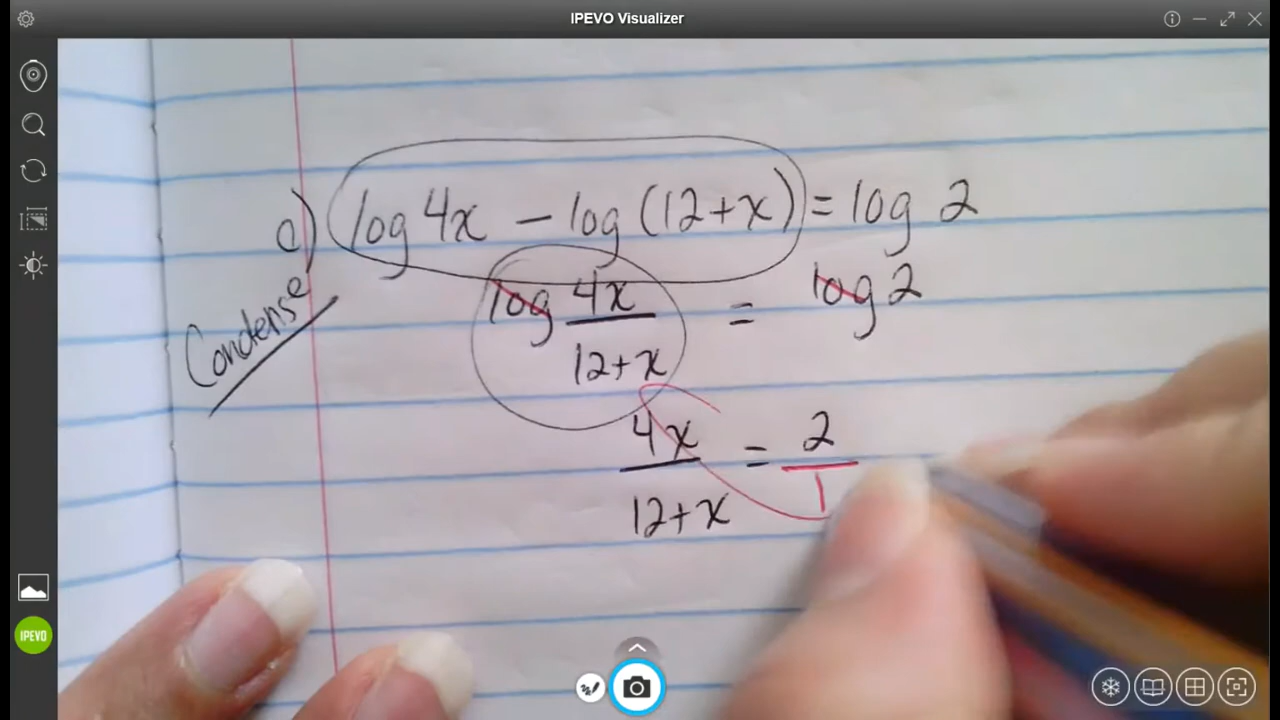 IPEVO Visualizer
c) log 4x − log (12+x) = log 2
Condense
log 4x/12+x = log 2
4x/12+x = 2/1
IPEVO